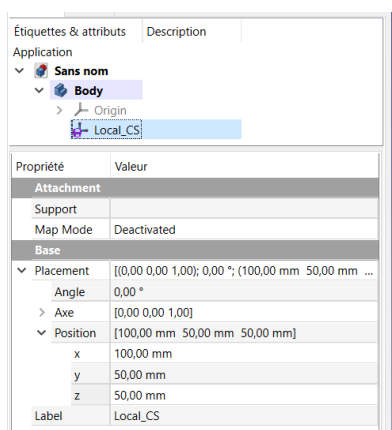 Étiquettes & attributs Description
Application
Sans nom
Body
Origin
Local_CS
Propriété Valeur
Attachment
Support
Map Mode Deactivated
Base
Placement [(0,00 0,00 1,00); 0,00 °; (100,00 mm 50,00 mm ...
Angle 0,00 °
Axe [0,00 0,00 1,00]
Position [100,00 mm 50,00 mm 50,00 mm]
x 100,00 mm
y 50,00 mm
z 50,00 mm
Label Local_CS